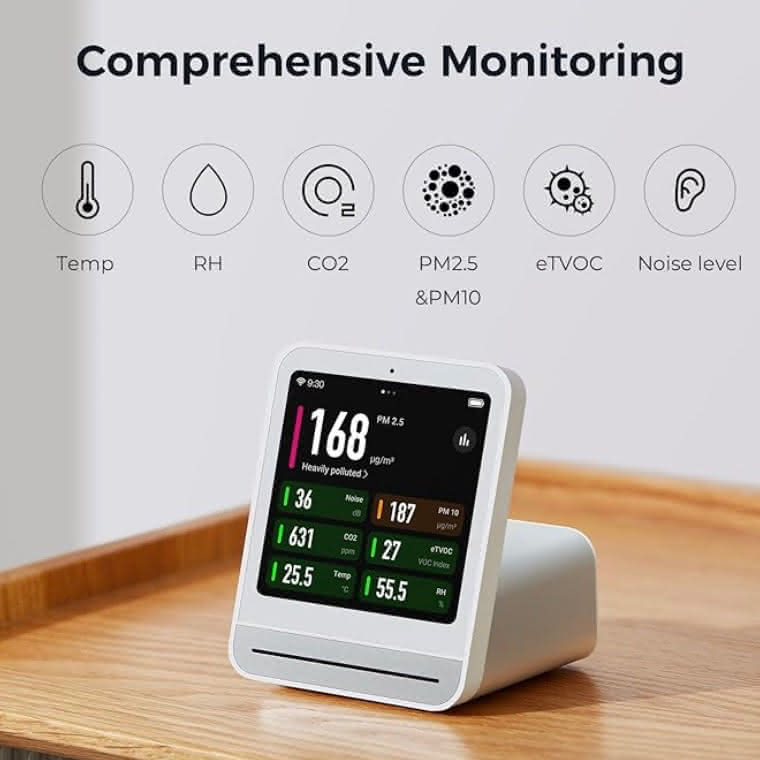 Comprehensive Monitoring
Temp
RH
CO2
PM2.5
&PM10
eTVOC
Noise level
9:30
168
PM 2.5
µg/m³
Heavily polluted >
36
Noise
dB
187
PM 10
µg/m³
631
CO2
ppm
27
eTVOC
VOC Index
25.5
Temp
°C
55.5
RH
%